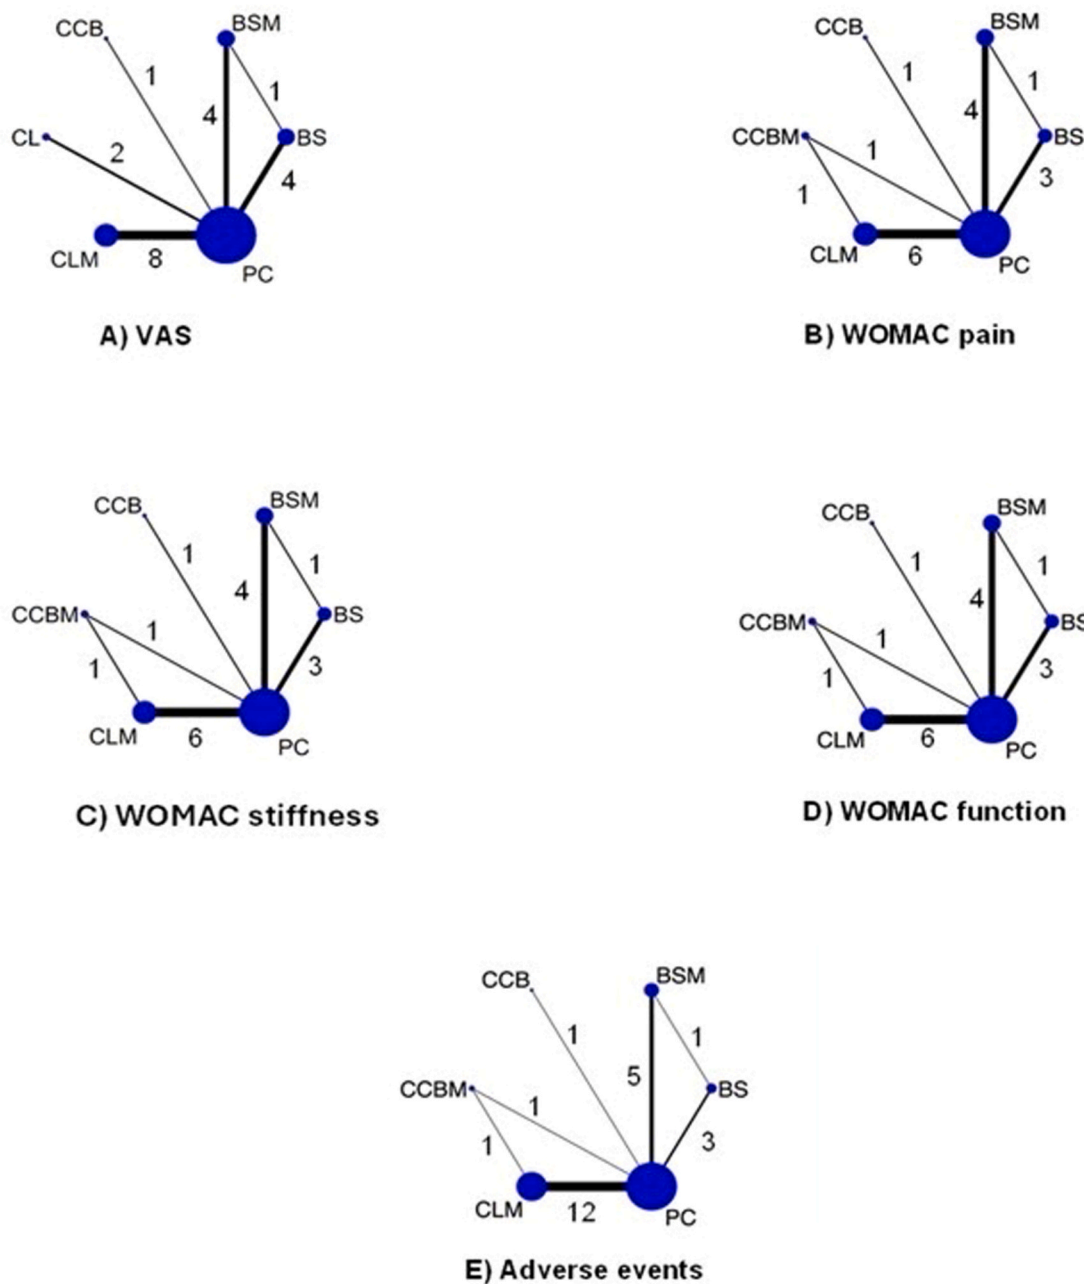 CCB
BSM
1
4
1
CL
2
BS
4
CLM
8
PC
A) VAS
CCB
BSM
1
4
1
CCBM
1
BS
1
3
CLM
6
PC
B) WOMAC pain
CCB
BSM
1
4
1
CCBM
1
BS
1
3
CLM
6
PC
C) WOMAC stiffness
CCB
BSM
1
4
1
CCBM
1
BS
1
3
CLM
6
PC
D) WOMAC function
CCB
BSM
1
5
1
CCBM
1
BS
1
3
CLM
12
PC
E) Adverse events